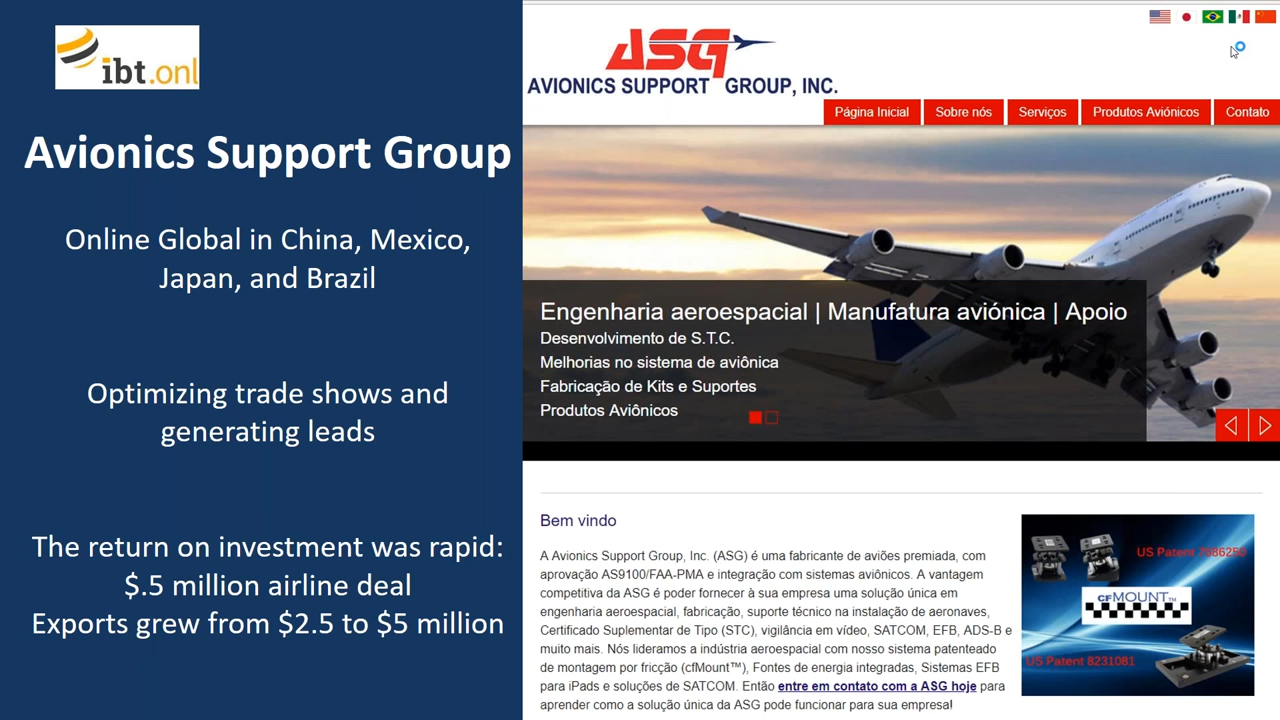 ibt.onl
Avionics Support Group
Online Global in China, Mexico,
Japan, and Brazil
Optimizing trade shows and
generating leads
The return on investment was rapid:
$.5 million airline deal
Exports grew from $2.5 to $5 million
ASG
AVIONICS SUPPORT GROUP, INC.
Página Inicial
Sobre nós
Serviços
Produtos Aviónicos
Contato
Engenharia aeroespacial | Manufatura aviónica | Apoio
Desenvolvimento de S.T.C.
Melhorias no sistema de aviônica
Fabricação de Kits e Suportes
Produtos Aviônicos
Bem vindo
A Avionics Support Group, Inc. (ASG) é uma fabricante de aviões premiada, com
aprovação AS9100/FAA-PMA e integração com sistemas aviônicos. A vantagem
competitiva da ASG é poder fornecer à sua empresa uma solução única em
engenharia aeroespacial, fabricação, suporte técnico na instalação de aeronaves,
Certificado Suplementar de Tipo (STC), vigilância em vídeo, SATCOM, EFB, ADS-B e
muito mais. Nós lideramos a indústria aeroespacial com nosso sistema patenteado
de montagem por fricção (cfMount™), Fontes de energia integradas, Sistemas EFB
para iPads e soluções de SATCOM. Então entre em contato com a ASG hoje para
aprender como a solução única da ASG pode funcionar para sua empresa!
US Patent 7686250
CFMOUNT™
US Patent 8231081